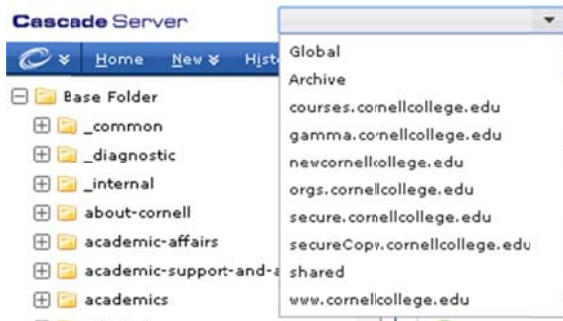 Cascade Server
Home New Hist
Base Folder
_common
_diagnostic
_internal
about-cornell
academic-affairs
academic-support-and-a
academics
Global
Archive
courses.cornellcollege.edu
gamma.cornellcollege.edu
newcornellcollege.edu
orgs.cornellcollege.edu
secure.cornellcollege.edu
secureCopy.cornellcollege.edu
shared
www.cornellcollege.edu